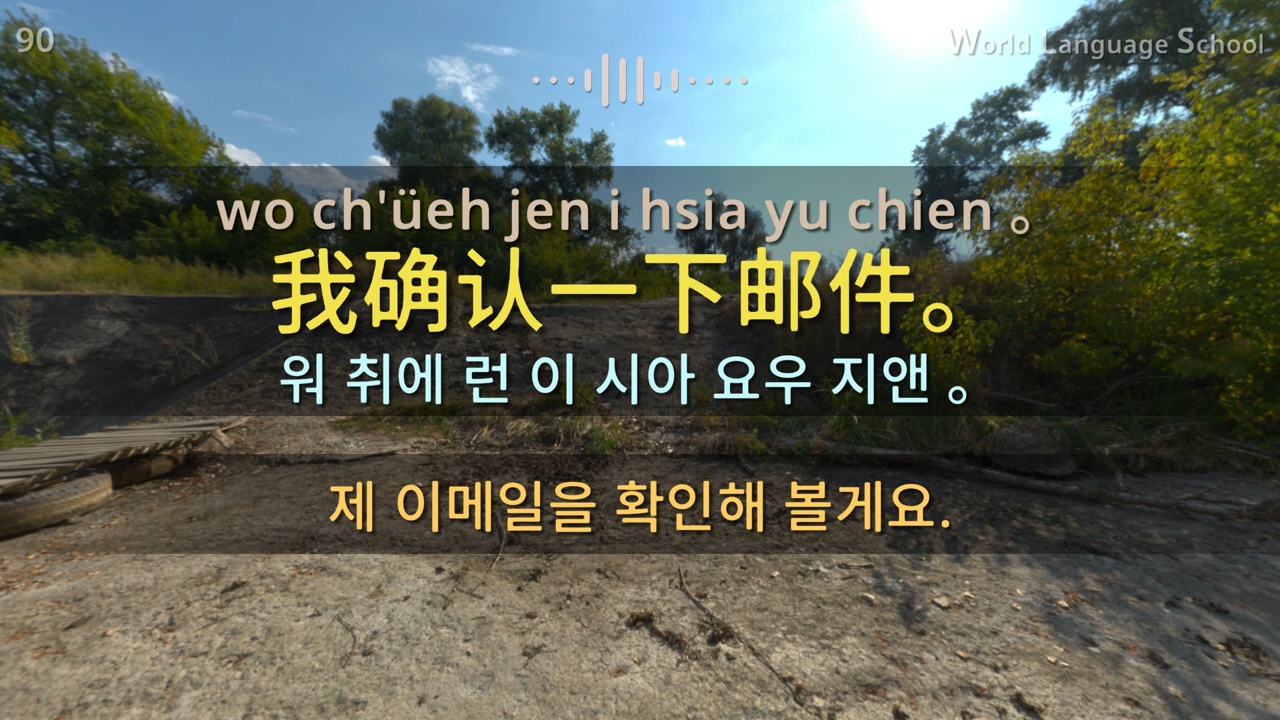 90
World Language School
wo ch'üeh jen i hsia yu chien 。
我确认一下邮件。
워 취에 런 이 시아 요우 지앤 。
제 이메일을 확인해 볼게요.